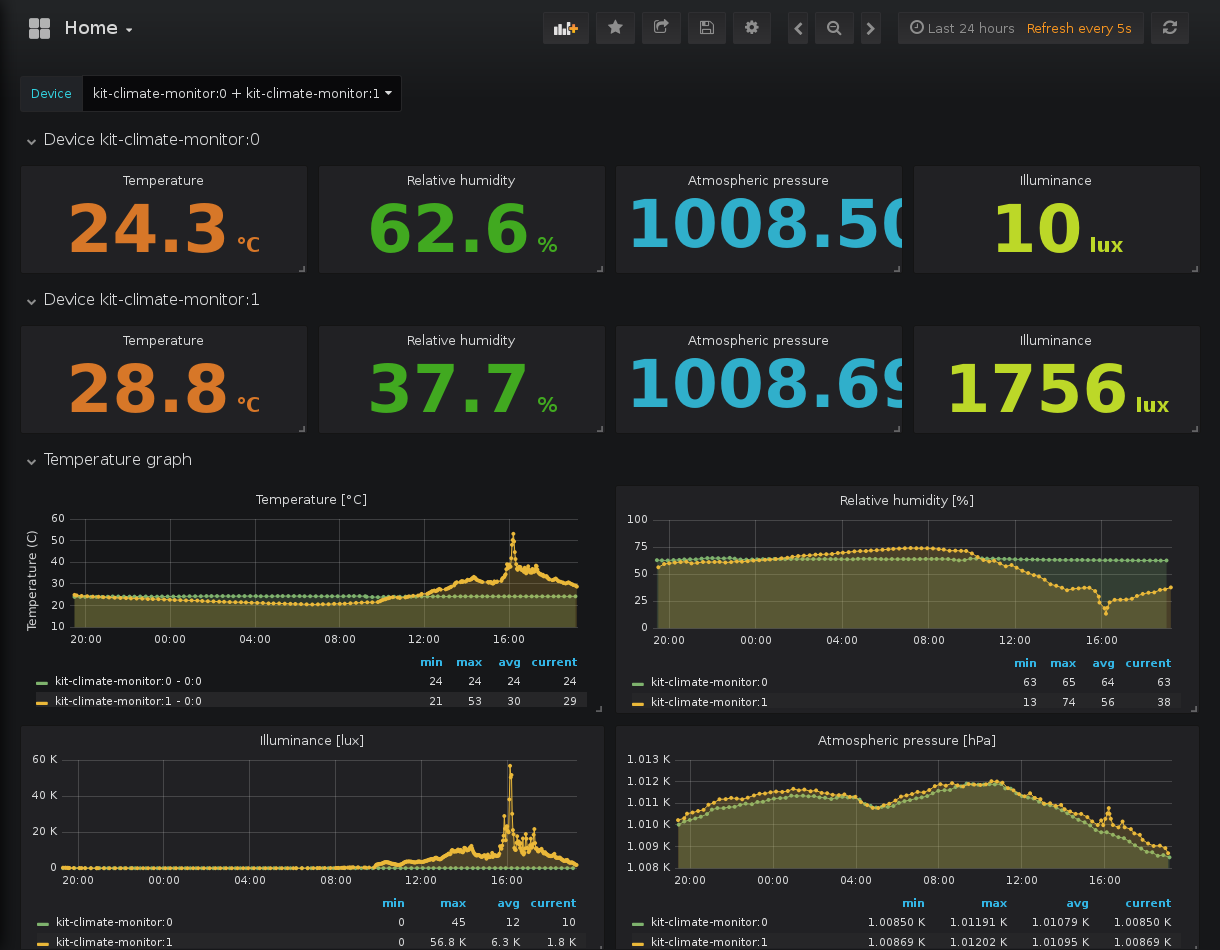 Home
Last 24 hours Refresh every 5s
Device kit-climate-monitor:0 + kit-climate-monitor:1
Device kit-climate-monitor:0
Temperature Relative humidity Atmospheric pressure Illuminance
24.3 °C 62.6 % 1008.50 10 lux
Device kit-climate-monitor:1
Temperature Relative humidity Atmospheric pressure Illuminance
28.8 °C 37.7 % 1008.69 1756 lux
Temperature graph
Temperature [°C]
Temperature (C)
60
50
40
30
20
10
20:00 00:00 04:00 08:00 12:00 16:00
min max avg current
kit-climate-monitor:0 - 0:0 24 24 24 24
kit-climate-monitor:1 - 0:0 21 53 30 29
Relative humidity [%]
100
75
50
25
0
20:00 00:00 04:00 08:00 12:00 16:00
min max avg current
kit-climate-monitor:0 63 65 64 63
kit-climate-monitor:1 13 74 56 38
Illuminance [lux]
60 K
40 K
20 K
0
20:00 00:00 04:00 08:00 12:00 16:00
min max avg current
kit-climate-monitor:0 0 45 12 10
kit-climate-monitor:1 0 56.8 K 6.3 K 1.8 K
Atmospheric pressure [hPa]
1.013 K
1.012 K
1.011 K
1.010 K
1.009 K
1.008 K
20:00 00:00 04:00 08:00 12:00 16:00
min max avg current
kit-climate-monitor:0 1.00850 K 1.01191 K 1.01079 K 1.00850 K
kit-climate-monitor:1 1.00869 K 1.01202 K 1.01095 K 1.00869 K